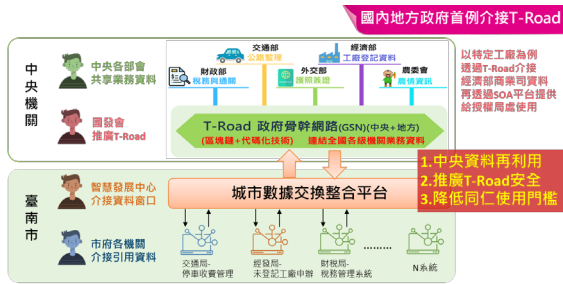 國內地方政府首例介接T-Road
中央機關
中央各部會
共享業務資料
國發會
推廣T-Road
財政部
稅務與通關
交通部
公路監理
外交部
護照簽證
經濟部
工廠登記資料
農委會
農情資訊
T-Road 政府骨幹網路(GSN)(中央+地方)
(區塊鏈+代碼化技術) 連結全國各級機關業務資料
以特定工廠為例
透過T-Road介接
經濟部商業司資料
再透過SOA平台提供
給授權局處使用
1.中央資料再利用
2.推廣T-Road安全
3.降低同仁使用門檻
臺南市
智慧發展中心
介接資料窗口
市府各機關
介接引用資料
城市數據交換整合平台
交通局-
停車收費管理
經發局-
未登記工廠申辦
財稅局-
稅務管理系統
………
N系統